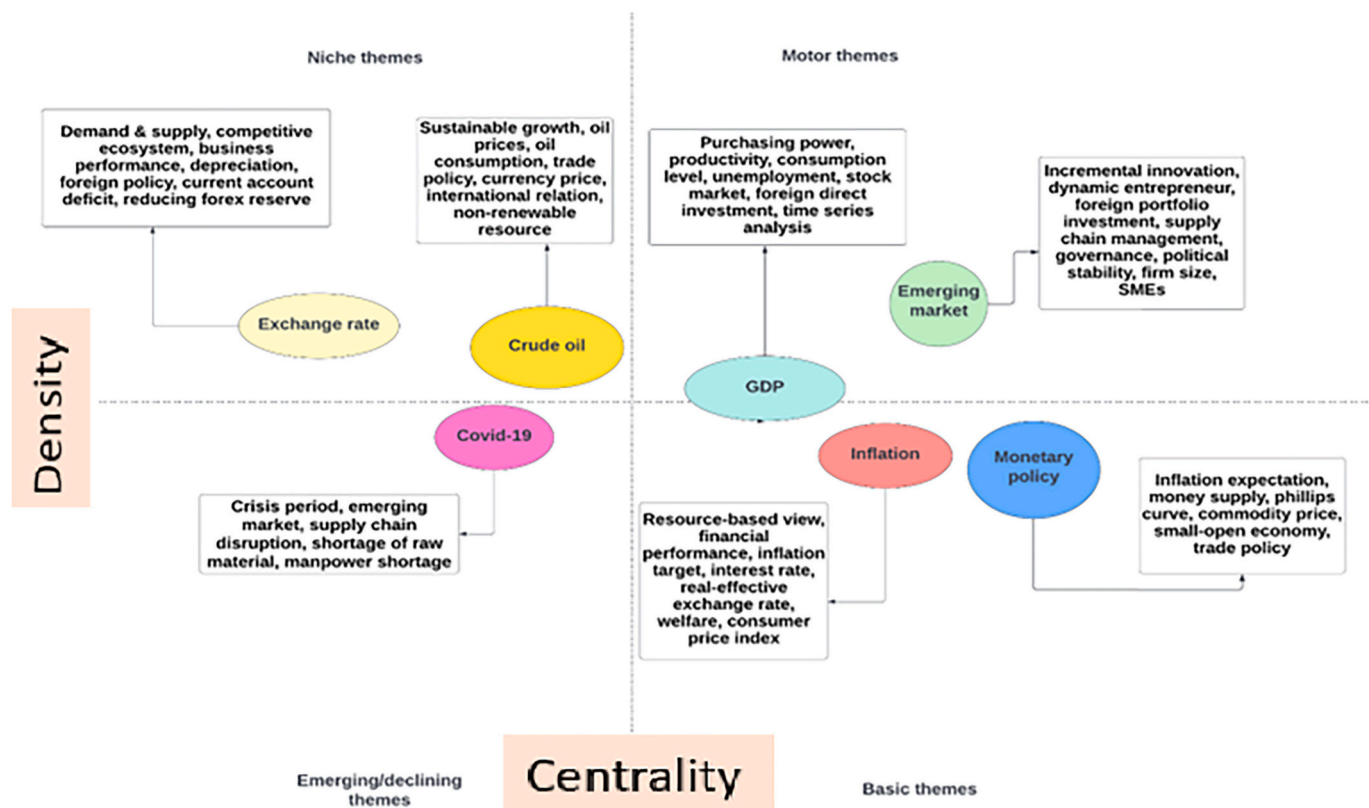 Niche themes
Motor themes
Demand & supply, competitive
ecosystem, business
performance, depreciation,
foreign policy, current account
deficit, reducing forex reserve
Sustainable growth, oil
prices, oil
consumption, trade
policy, currency price,
international relation,
non-renewable
resource
Purchasing power,
productivity, consumption
level, unemployment, stock
market, foreign direct
investment, time series
analysis
Incremental innovation,
dynamic entrepreneur,
foreign portfolio
investment, supply
chain management,
governance, political
stability, firm size,
SMEs
Exchange rate
Crude oil
Emerging
market
GDP
Density
Covid-19
Inflation
Monetary
policy
Crisis period, emerging
market, supply chain
disruption, shortage of raw
material, manpower shortage
Resource-based view,
financial
performance, inflation
target, interest rate,
real-effective
exchange rate,
welfare, consumer
price index
Inflation expectation,
money supply, phillips
curve, commodity price,
small-open economy,
trade policy
Emerging/declining
themes
Centrality
Basic themes